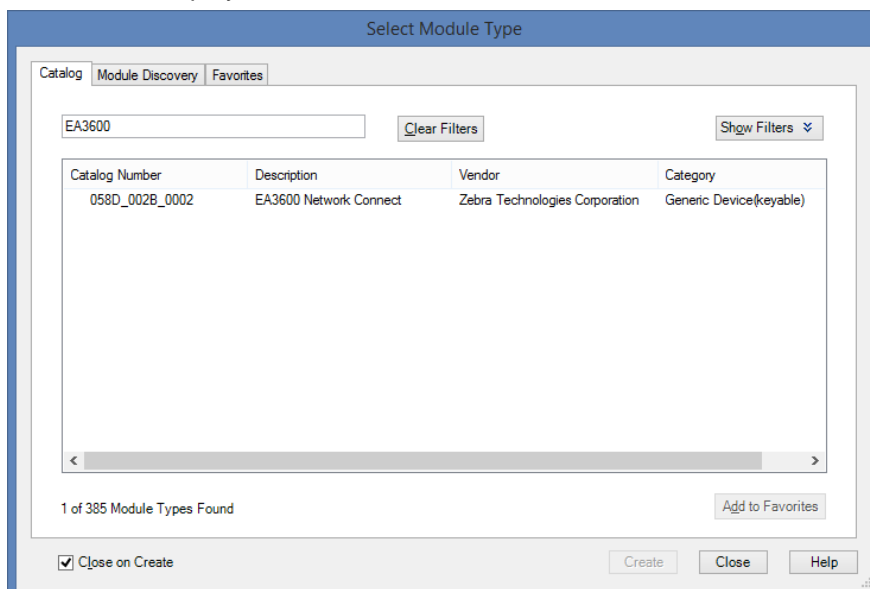 Select Module Type
Catalog Module Discovery Favorites
EA3600 Clear Filters Show Filters
Catalog Number Description Vendor Category
058D_002B_0002 EA3600 Network Connect Zebra Technologies Corporation Generic Device(keyable)
1 of 385 Module Types Found Add to Favorites
Close on Create Create Close Help